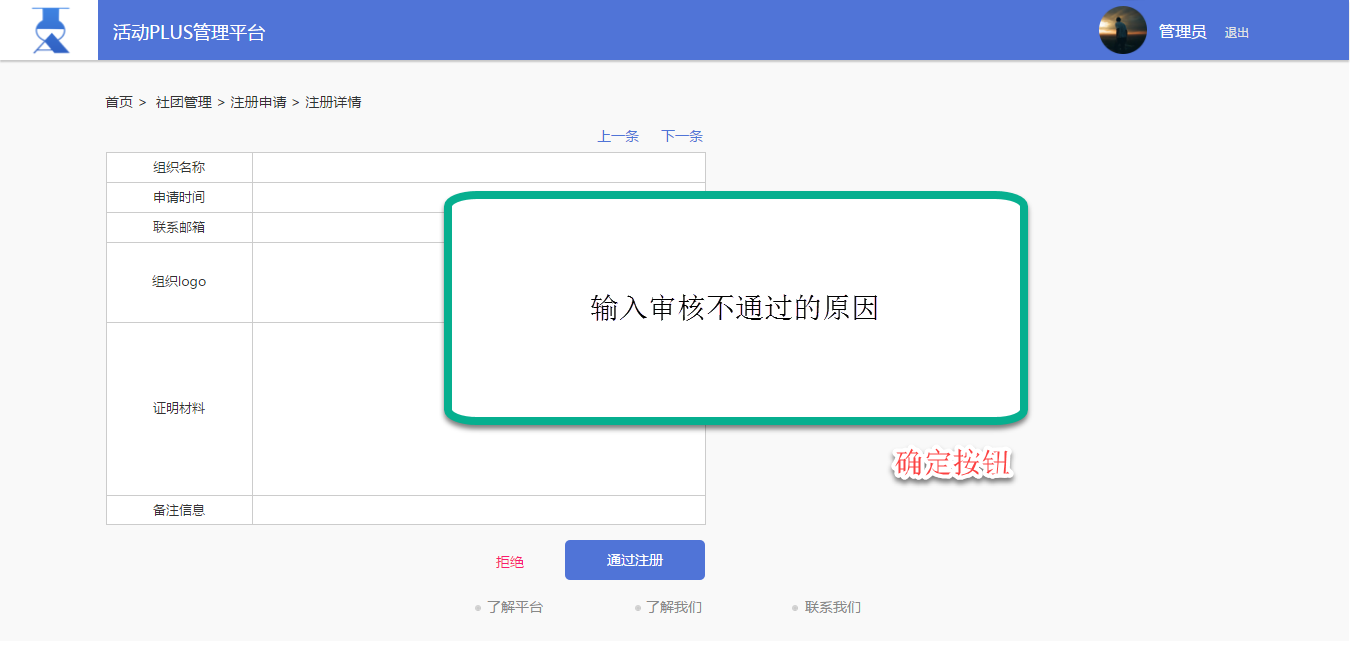 活动PLUS管理平台
管理员 退出
首页 > 社团管理 > 注册申请 > 注册详情
上一条 下一条
组织名称
申请时间
联系邮箱
组织logo
输入审核不通过的原因
证明材料
确定按钮
备注信息
拒绝 通过注册
了解平台 了解我们 联系我们